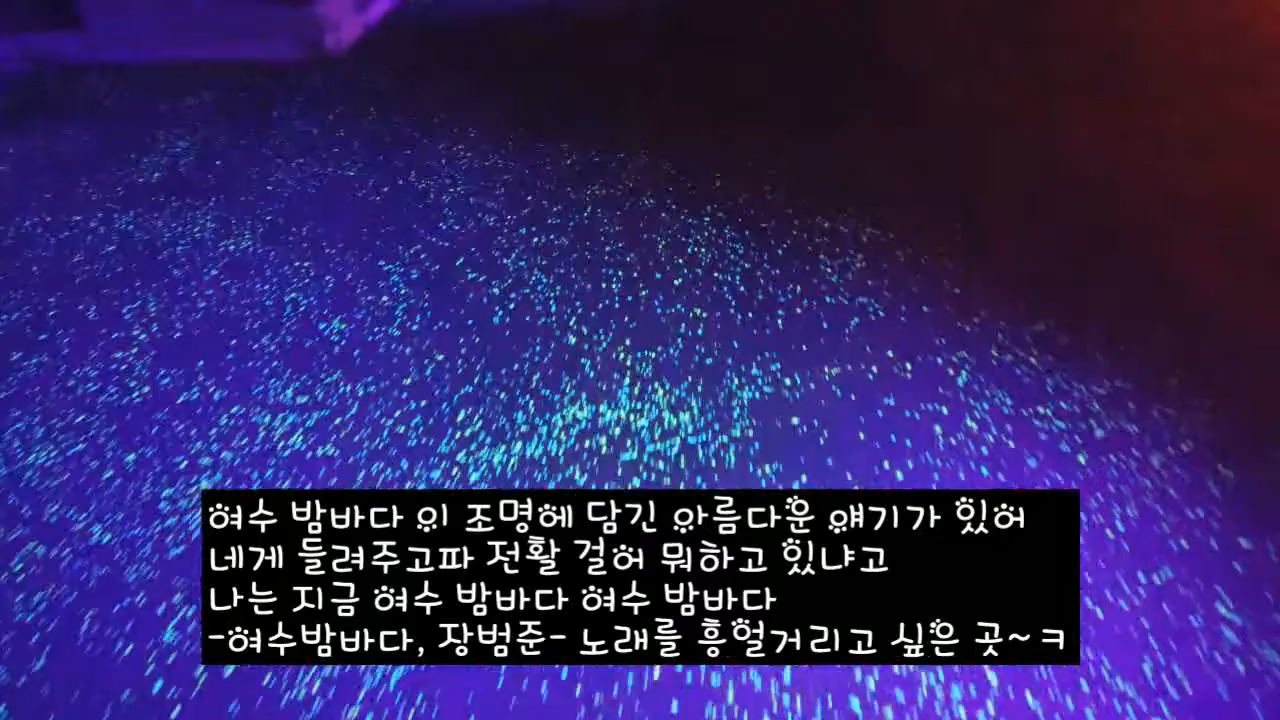 여수 밤바다 이 조명에 담긴 아름다운 얘기가 있어
네게 들려주고파 전활 걸어 뭐하고 있냐고
나는 지금 여수 밤바다 여수 밤바다
-여수밤바다, 장범준- 노래를 흥얼거리고 싶은 곳~ㅋ